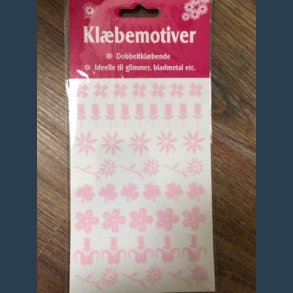 Klæbemotiver
Dobbeltklæbende
Ideelle til glimmer, bladmetal etc.